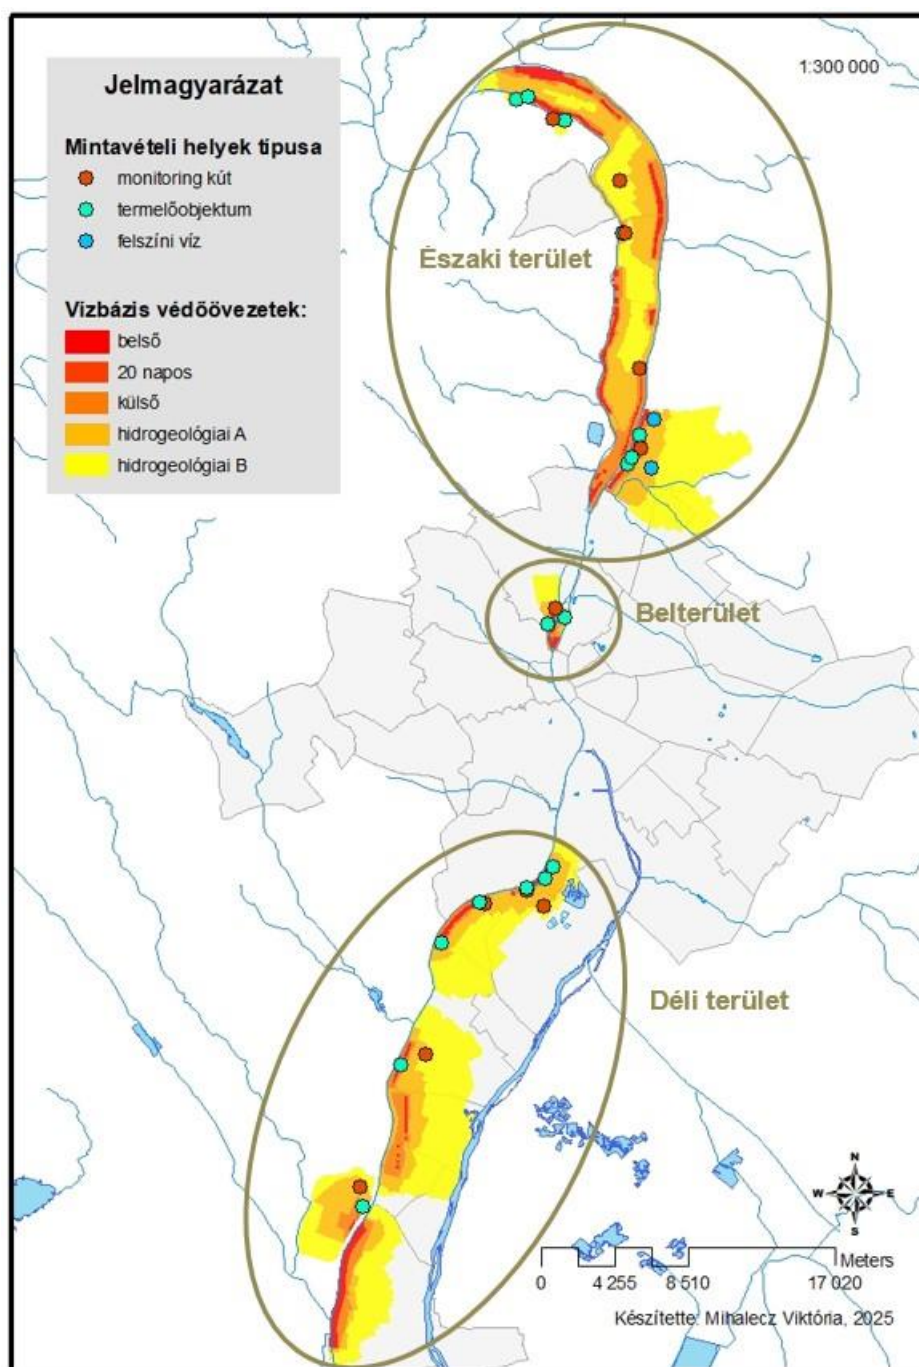 Jelmagyarázat
Mintavételi helyek típusa
monitoring kút
termelőobjektum
felszíni víz
Vízbázis védőövezetek:
belső
20 napos
külső
hidrogeológiai A
hidrogeológiai B
1:300 000
Északi terület
Belterület
Déli terület
N
W E
S
Meters
0 4 255 8 510 17 020
Készítette: Mihalecz Viktória, 2025